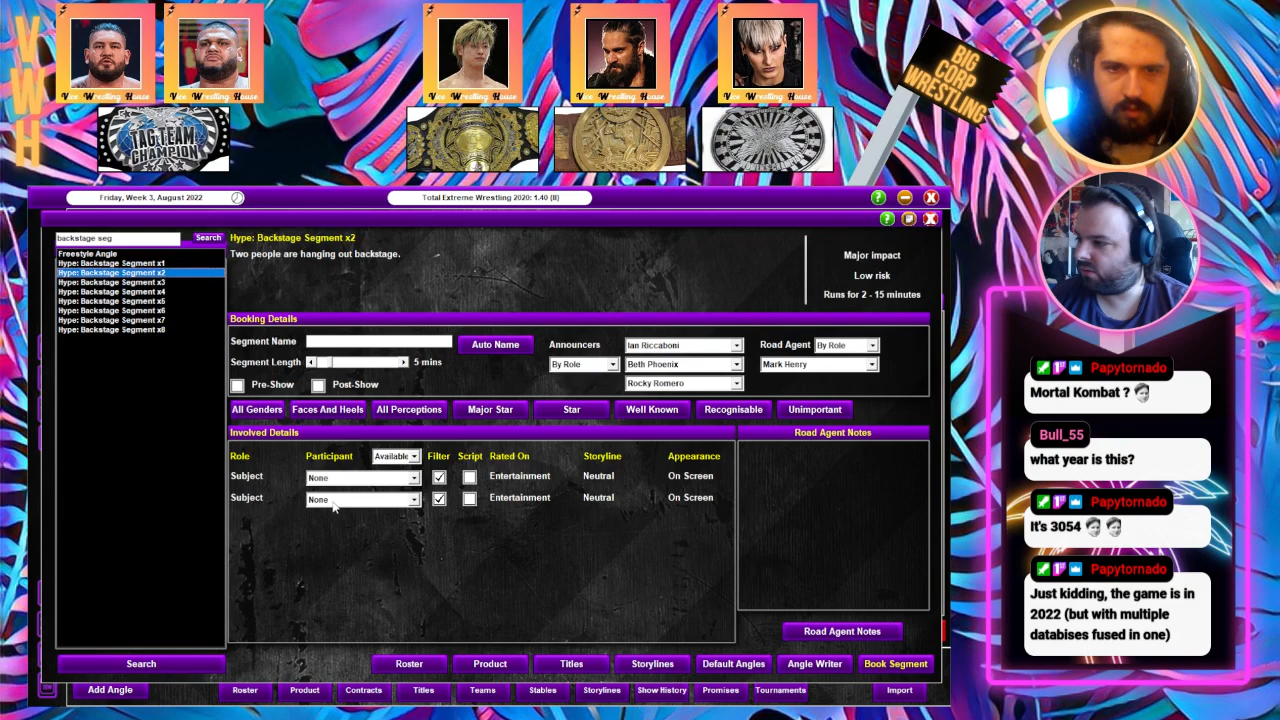 VWH
Vice Wrestling House
Vice Wrestling House
Vice Wrestling House
Vice Wrestling House
Vice Wrestling House
TAG TEAM
CHAMPION
BIG
CORP
WRESTLING
Friday, Week 3, August 2022
Total Extreme Wrestling 2020: 1.40 (II)
backstage seg
Search
Freestyle Angle
Hype: Backstage Segment x1
Hype: Backstage Segment x2
Hype: Backstage Segment x3
Hype: Backstage Segment x4
Hype: Backstage Segment x5
Hype: Backstage Segment x6
Hype: Backstage Segment x7
Hype: Backstage Segment x8
Search
Hype: Backstage Segment x2
Two people are hanging out backstage.
Major impact
Low risk
Runs for 2 - 15 minutes
Booking Details
Segment Name
Auto Name
Announcers
Ian Riccaboni
Road Agent
By Role
Segment Length
5 mins
By Role
Beth Phoenix
Mark Henry
Pre-Show
Post-Show
Rocky Romero
All Genders
Faces And Heels
All Perceptions
Major Star
Star
Well Known
Recognisable
Unimportant
Involved Details
Road Agent Notes
Role
Participant
Available
Filter
Script
Rated On
Storyline
Appearance
Subject
None
Entertainment
Neutral
On Screen
Subject
None
Entertainment
Neutral
On Screen
Road Agent Notes
Roster
Product
Titles
Storylines
Default Angles
Angle Writer
Book Segment
Add Angle
Roster
Product
Contracts
Titles
Teams
Stables
Storylines
Show History
Promises
Tournaments
Import
Papytornado
Mortal Kombat ?
Bull_55
what year is this?
Papytornado
It's 3054
Papytornado
Just kidding, the game is in
2022 (but with multiple
databises fused in one)